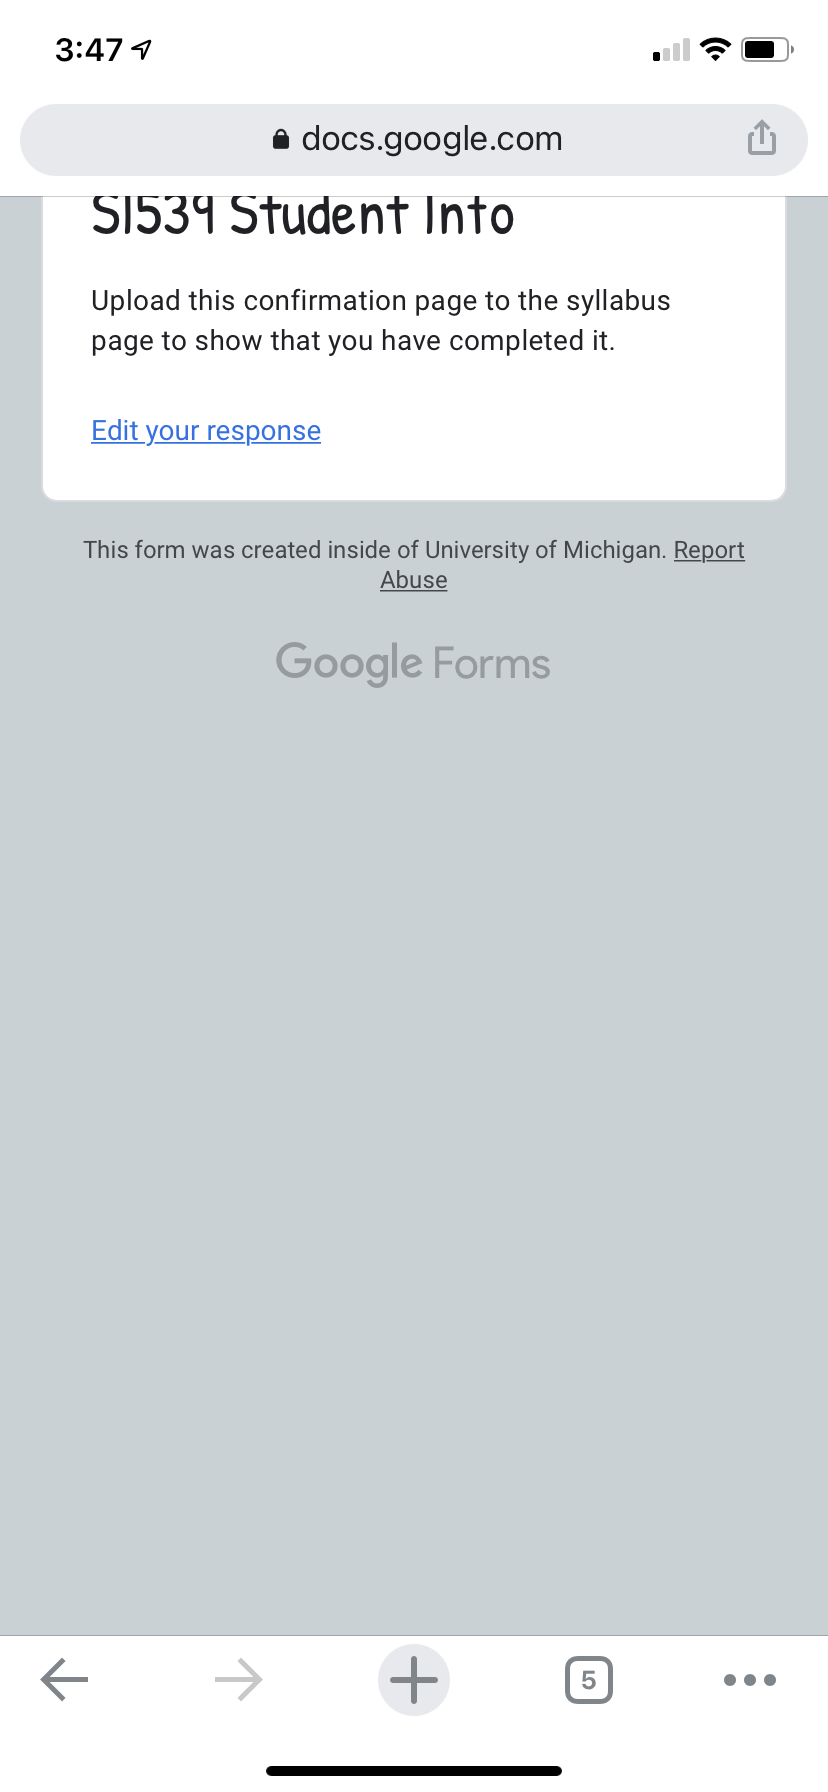 3:47
docs.google.com
SI539 Student Info
Upload this confirmation page to the syllabus
page to show that you have completed it.
Edit your response
This form was created inside of University of Michigan. Report
Abuse
Google Forms
5